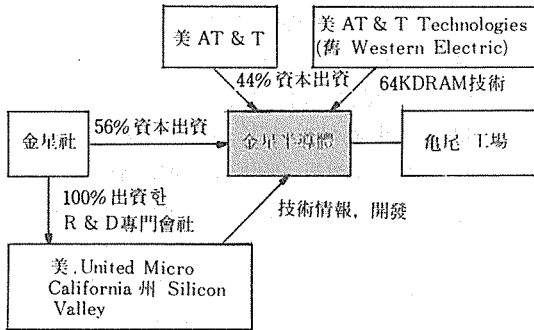 美 AT & T
美 AT & T Technologies
(舊 Western Electric)
44% 資本出資
64KDRAM技術
金星社
56% 資本出資
金星半導體
亀尾 工場
100% 出資한
R & D專門會社
技術情報, 開發
美. United Micro
California 州 Silicon
Valley